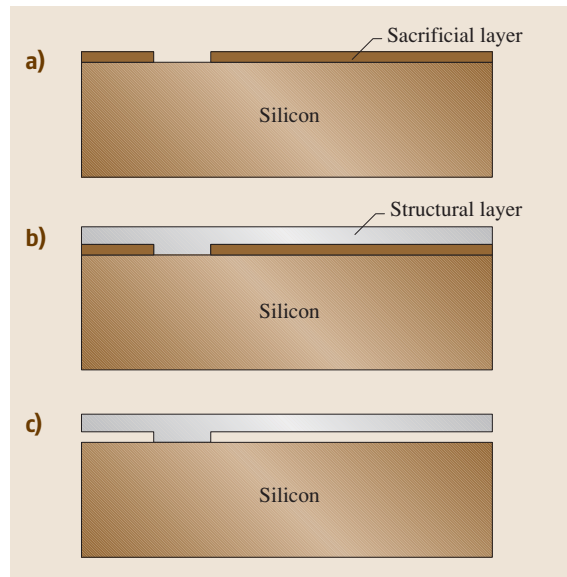 a)
Sacrificial layer
Silicon
Structural layer
b)
Silicon
c)
Silicon